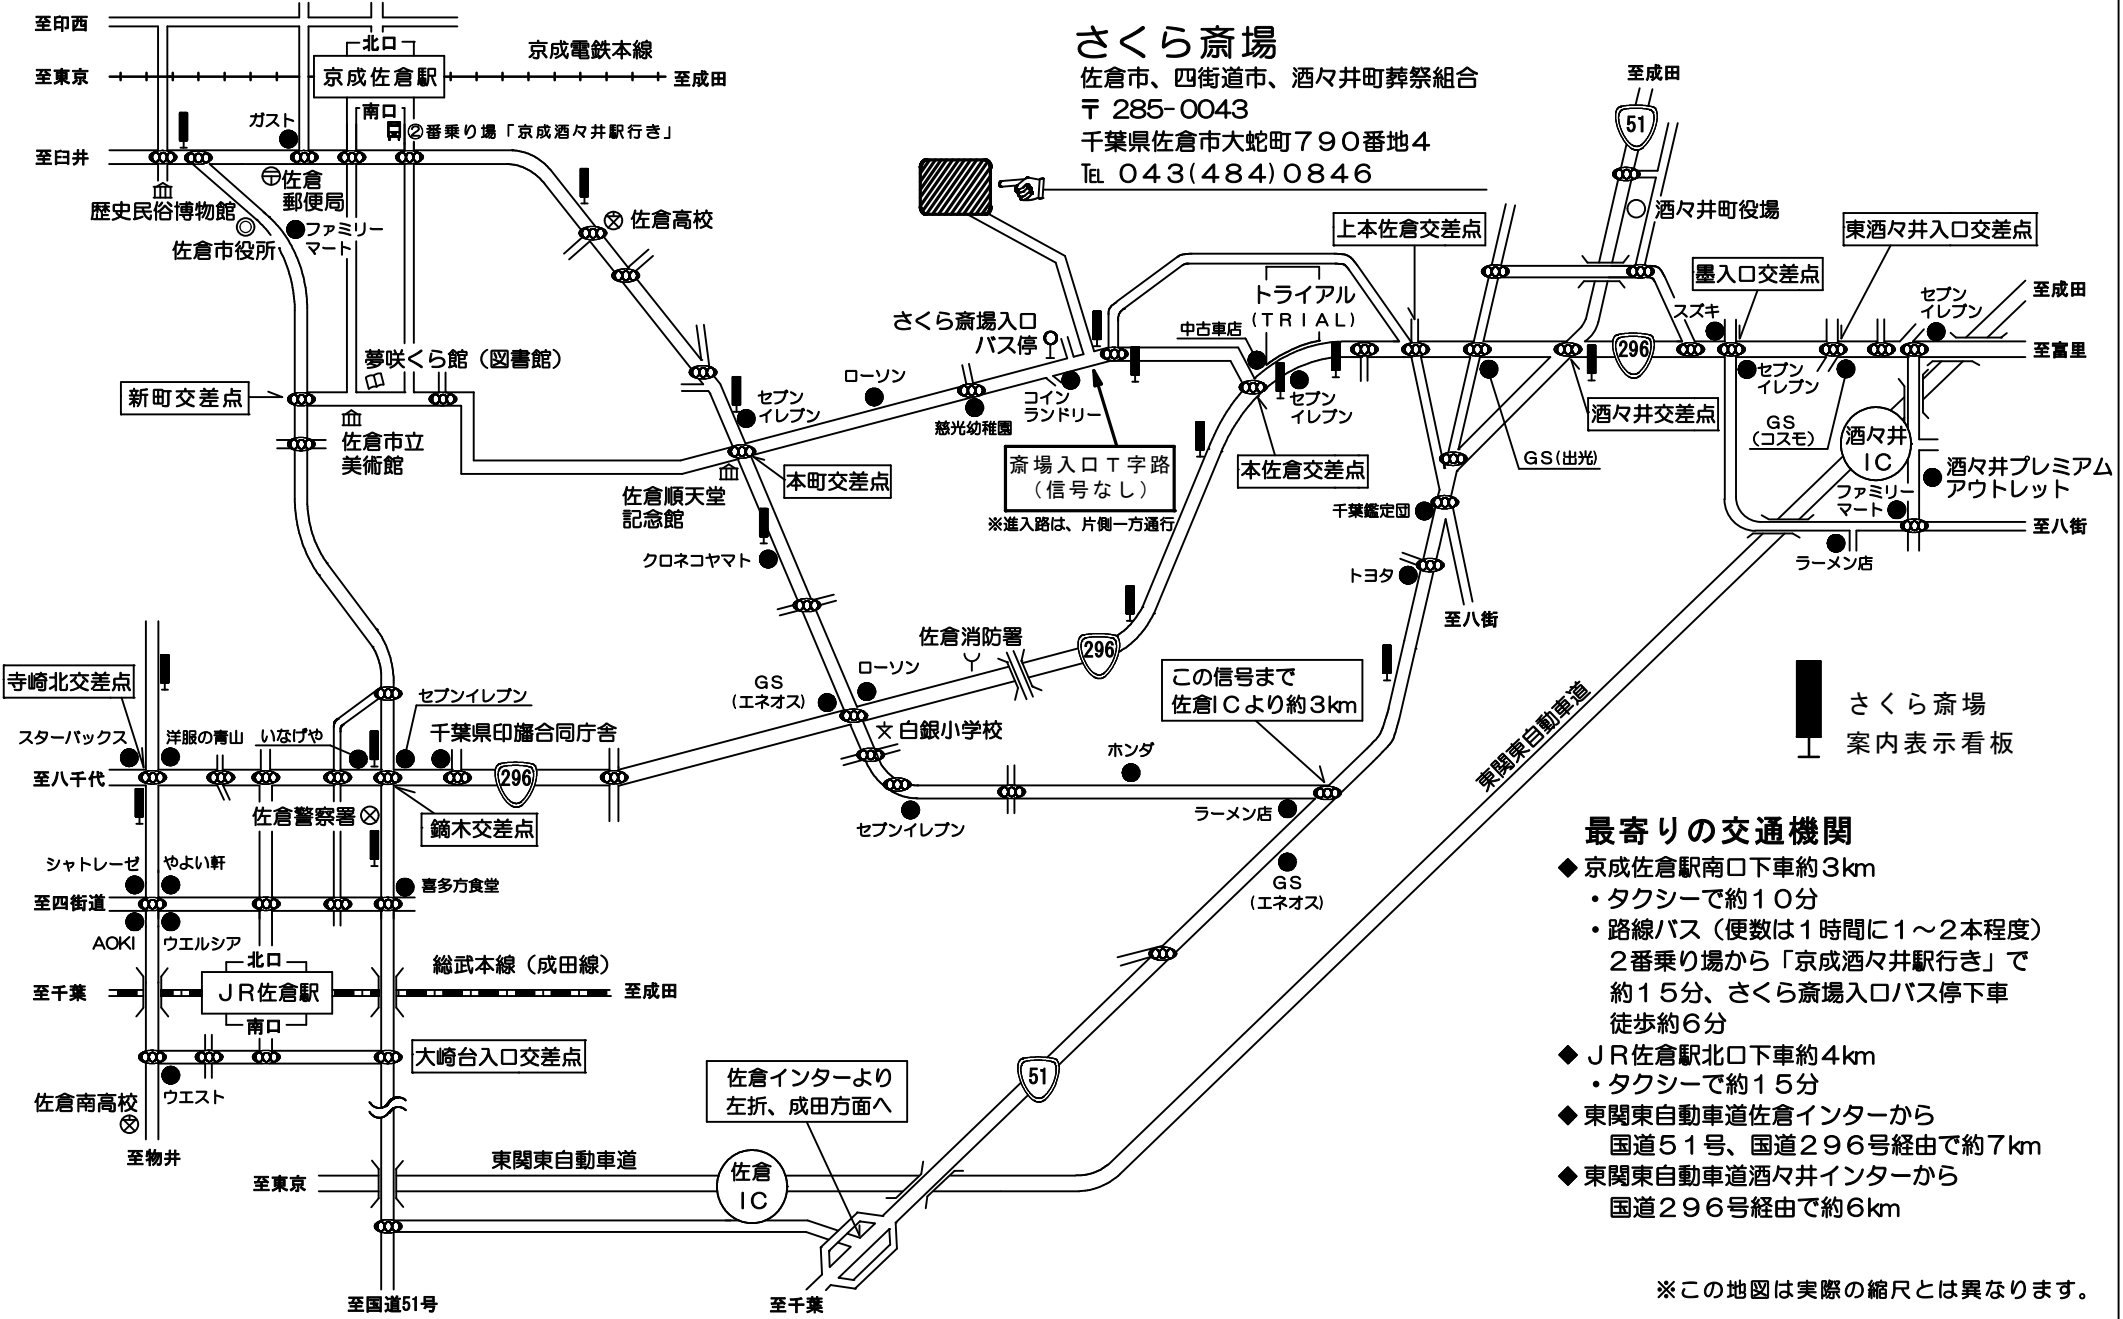 さくら斎場
佐倉市、四街道市、酒々井町葬祭組合
〒 285-0043
千葉県佐倉市大蛇町790番地4
℡ 043(484)0846
至印西
北口
京成電鉄本線
至東京
京成佐倉駅
至成田
南口
ガスト
②番乗り場「京成酒々井駅行き」
至臼井
佐倉
郵便局
歴史民俗博物館
佐倉市役所
ファミリー
マート
佐倉高校
至成田
51
酒々井町役場
上本佐倉交差点
東酒々井入口交差点
墨入口交差点
トライアル
(TRIAL)
中古車店
スズキ
セブン
イレブン
至成田
さくら斎場入口
バス停
296
至富里
夢咲くら館（図書館）
新町交差点
ローソン
セブン
イレブン
コイン
ランドリー
慈光幼稚園
セブン
イレブン
セブン
イレブン
酒々井交差点
GS
(コスモ)
酒々井
IC
佐倉市立
美術館
斎場入口T字路
（信号なし）
※進入路は、片側一方通行
本佐倉交差点
GS(出光)
本町交差点
佐倉順天堂
記念館
酒々井プレミアム
アウトレット
ファミリー
マート
千葉鑑定団
至八街
クロネコヤマト
ラーメン店
トヨタ
至八街
佐倉消防署
296
寺崎北交差点
ローソン
GS
(エネオス)
この信号まで
佐倉ICより約3km
セブンイレブン
白銀小学校
スターバックス
洋服の青山
いなげや
千葉県印旛合同庁舎
ホンダ
東関東自動車道
さくら斎場
案内表示看板
至八千代
296
佐倉警察署
鏑木交差点
セブンイレブン
ラーメン店
シャトレーゼ
やよい軒
喜多方食堂
GS
(エネオス)
至四街道
AOKI
ウエルシア
北口
総武本線（成田線）
至千葉
JR佐倉駅
至成田
南口
大崎台入口交差点
ウエスト
佐倉南高校
51
佐倉インターより
左折、成田方面へ
至物井
東関東自動車道
至東京
佐倉
IC
至国道51号
至千葉
最寄りの交通機関
◆ 京成佐倉駅南口下車約3km
・タクシーで約10分
・路線バス（便数は1時間に1～2本程度）
2番乗り場から「京成酒々井駅行き」で
約15分、さくら斎場入口バス停下車
徒歩約6分
◆ JR佐倉駅北口下車約4km
・タクシーで約15分
◆ 東関東自動車道佐倉インターから
国道51号、国道296号経由で約7km
◆ 東関東自動車道酒々井インターから
国道296号経由で約6km
※この地図は実際の縮尺とは異なります。